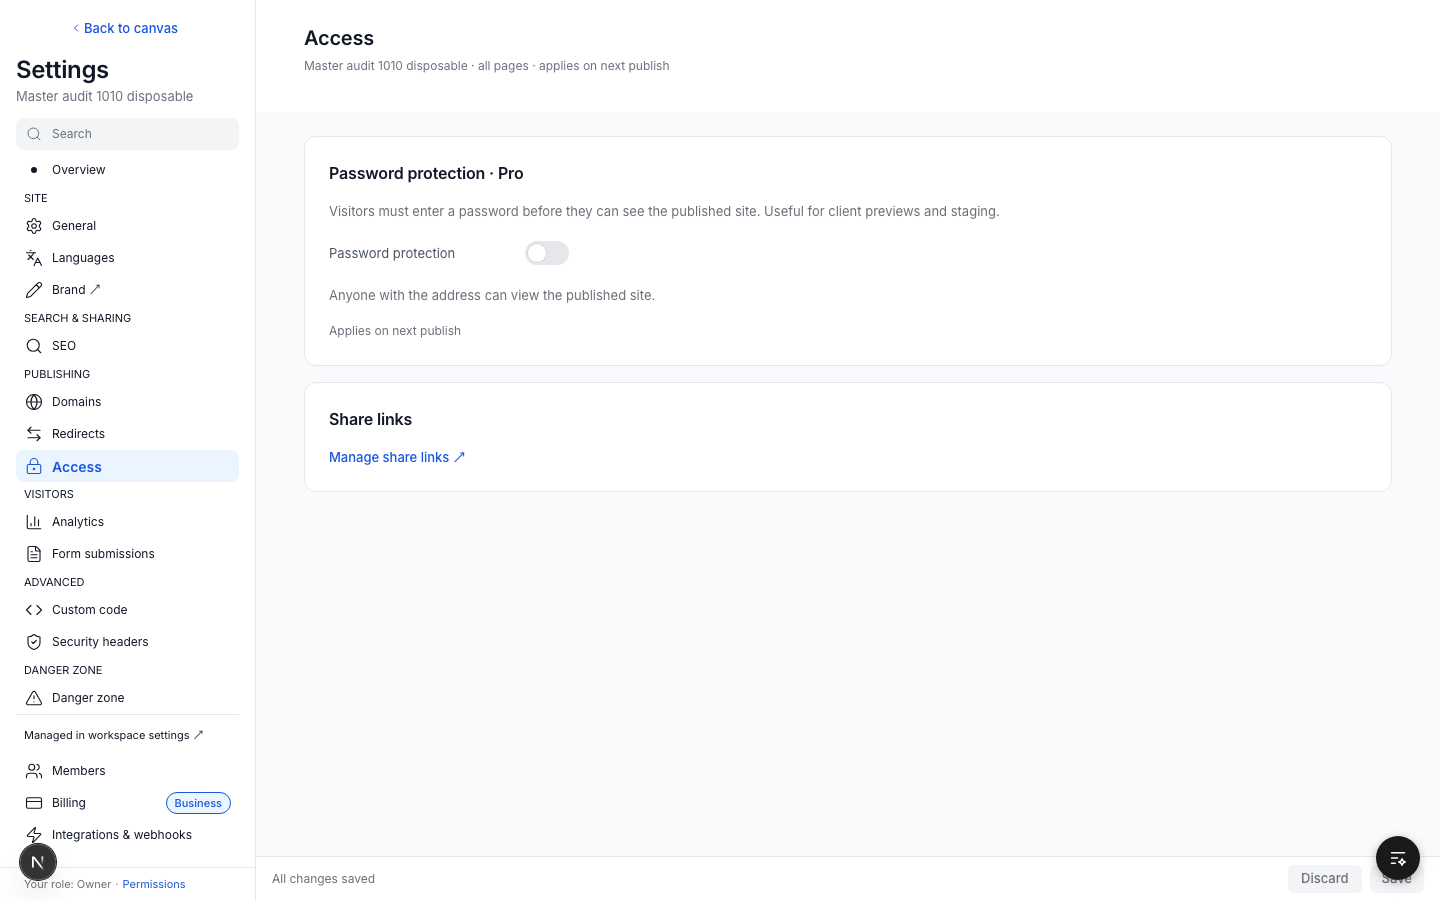 Back to canvas
Settings
Master audit 1010 disposable
Search
Overview
SITE
General
Languages
Brand ↗
SEARCH & SHARING
SEO
PUBLISHING
Domains
Redirects
Access
VISITORS
Analytics
Form submissions
ADVANCED
Custom code
Security headers
DANGER ZONE
Danger zone
Managed in workspace settings ↗
Members
Billing Business
Integrations & webhooks
N
Your role: Owner · Permissions
Access
Master audit 1010 disposable · all pages · applies on next publish
Password protection · Pro
Visitors must enter a password before they can see the published site. Useful for client previews and staging.
Password protection
Anyone with the address can view the published site.
Applies on next publish
Share links
Manage share links ↗
All changes saved
Discard Save